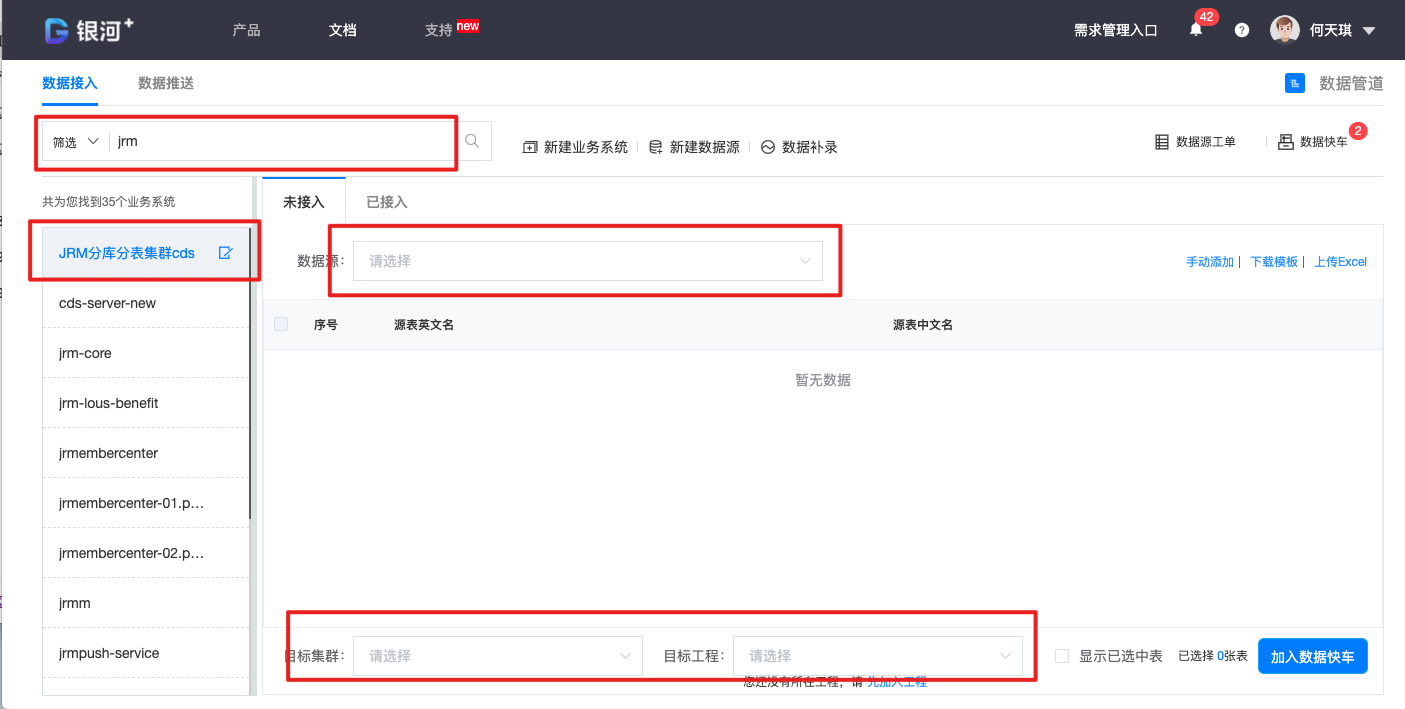 银河+ 产品 文档 支持 new 需求管理入口 42 何天琪
数据接入 数据推送 数据管道
筛选 jrm 新建业务系统 新建数据源 数据补录 数据源工单 数据快车 2
共为您找到35个业务系统
未接入 已接入
JRM分库分表集群cds
数据源: 请选择 手动添加 | 下载模板 | 上传Excel
cds-server-new
序号 源表英文名 源表中文名
jrm-core
暂无数据
jrm-lous-benefit
jrmembercenter
jrmembercenter-01.p...
jrmembercenter-02.p...
jrmm
jrmpush-service
目标集群: 请选择 目标工程: 请选择 显示已选中表 已选择 0张表 加入数据快车
您还没有所在工程，请 先加入工程